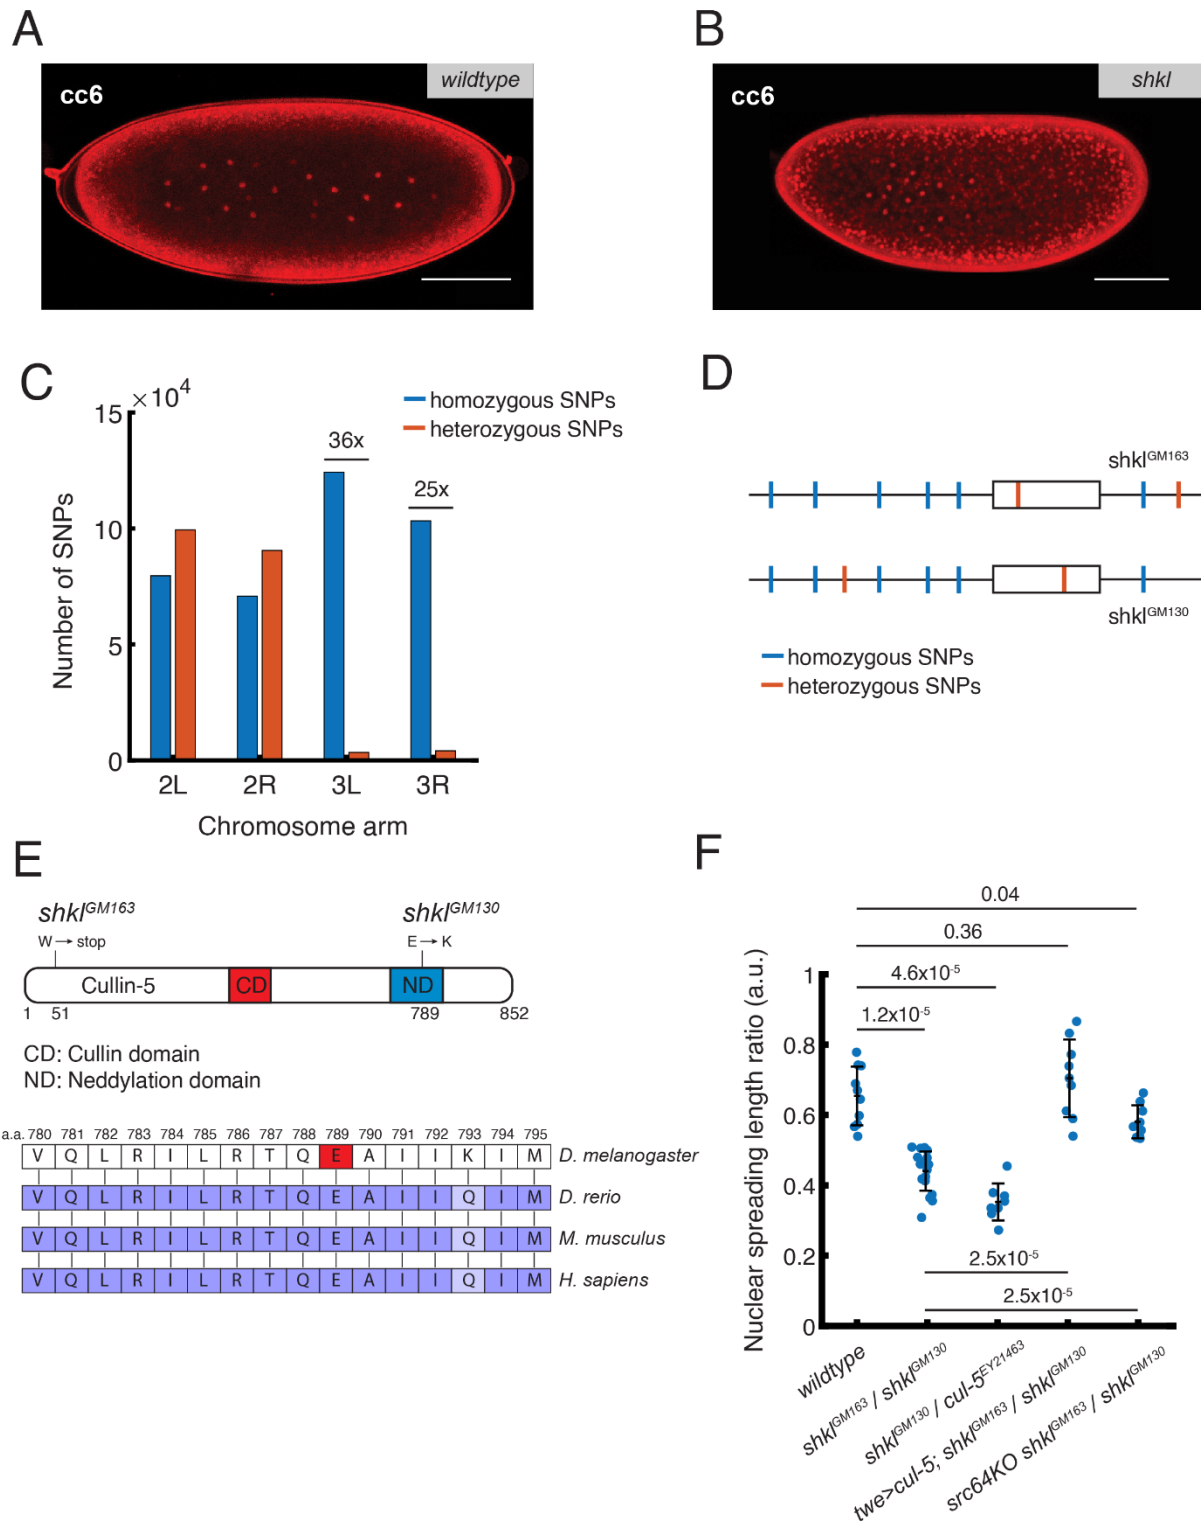 A
cc6
wildtype
B
cc6
shkl
C
×10⁴
15
10
5
0
Number of SNPs
homozygous SNPs
heterozygous SNPs
36x
25x
2L
2R
3L
3R
Chromosome arm
D
shkl^GM163
shkl^GM130
homozygous SNPs
heterozygous SNPs
E
shkl^GM163
shkl^GM130
W → stop
E → K
Cullin-5
CD
ND
1
51
789
852
CD: Cullin domain
ND: Neddylation domain
a.a. 780 781 782 783 784 785 786 787 788 789 790 791 792 793 794 795
V Q L R I L R T Q E A I I K I M D. melanogaster
V Q L R I L R T Q E A I I Q I M D. rerio
V Q L R I L R T Q E A I I Q I M M. musculus
V Q L R I L R T Q E A I I Q I M H. sapiens
F
0.04
0.36
4.6x10⁻⁵
1.2x10⁻⁵
2.5x10⁻⁵
2.5x10⁻⁵
Nuclear spreading length ratio (a.u.)
1
0.8
0.6
0.4
0.2
0
wildtype
shkl^GM163 / shkl^GM130
shkl^GM130 / cul-5^EY21463
twe>cul-5; shkl^GM163 / shkl^GM130
src64KO shkl^GM163 / shkl^GM130